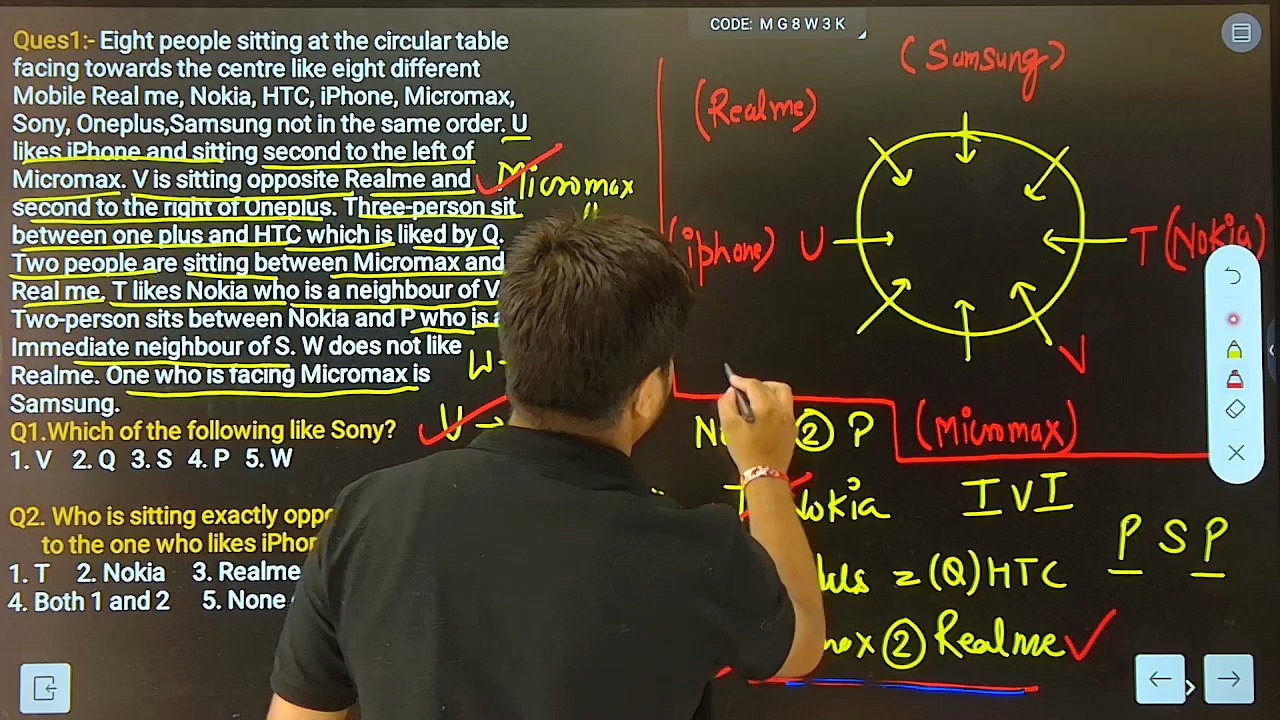 CODE: M G 8 W 3 K
Ques1:- Eight people sitting at the circular table
facing towards the centre like eight different
Mobile Real me, Nokia, HTC, iPhone, Micromax,
Sony, Oneplus,Samsung not in the same order. U
likes iPhone and sitting second to the left of
Micromax. V is sitting opposite Realme and
second to the right of Oneplus. Three-person sit
between one plus and HTC which is liked by Q.
Two people are sitting between Micromax and
Real me. T likes Nokia who is a neighbour of V
Two-person sits between Nokia and P who is
Immediate neighbour of S. W does not like
Realme. One who is facing Micromax is
Samsung.
Q1.Which of the following like Sony?
1. V 2. Q 3. S 4. P 5. W
Q2. Who is sitting exactly
to the one who likes
1. T 2. Nokia 3. Realme
4. Both 1 and 2 5. None
Micromax
W
U →
(Samsung)
(Realme)
(iphone) U
T (Nokia)
V
(Micromax)
② P
Nokia I V I
P S P
= (Q) HTC
② Realme ✓